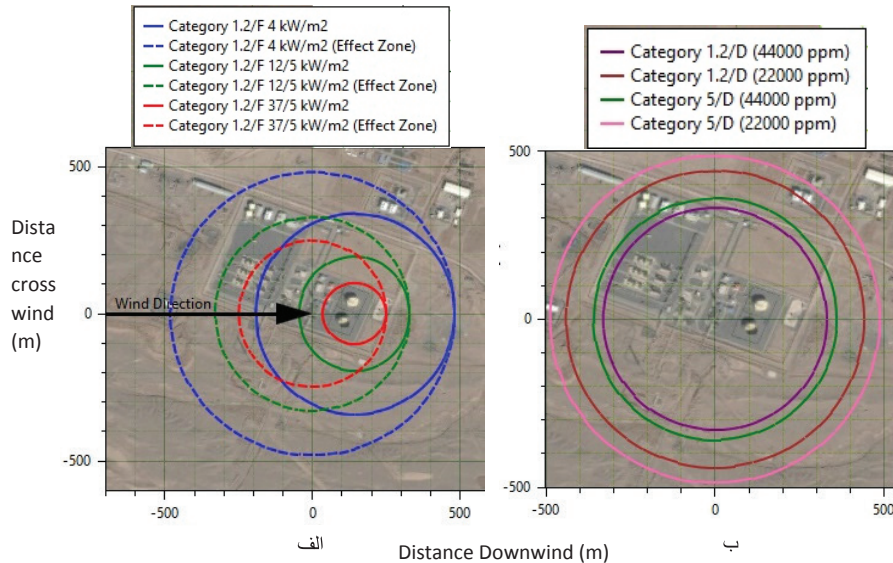 Category 1.2/F 4 kW/m2
Category 1.2/F 4 kW/m2 (Effect Zone)
Category 1.2/F 12/5 kW/m2
Category 1.2/F 12/5 kW/m2 (Effect Zone)
Category 1.2/F 37/5 kW/m2
Category 1.2/F 37/5 kW/m2 (Effect Zone)
500
0
-500
Dista
nce
cross
wind
(m)
Wind Direction
-500
0
500
الف
Category 1.2/D (44000 ppm)
Category 1.2/D (22000 ppm)
Category 5/D (44000 ppm)
Category 5/D (22000 ppm)
500
0
-500
-500
0
500
ب
Distance Downwind (m)